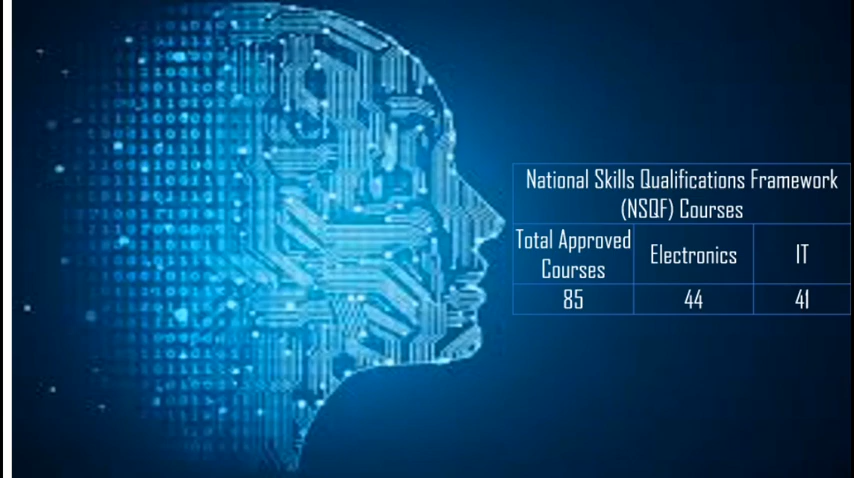 National Skills Qualifications Framework
(NSQF) Courses
Total Approved
Courses
Electronics
IT
85
44
41